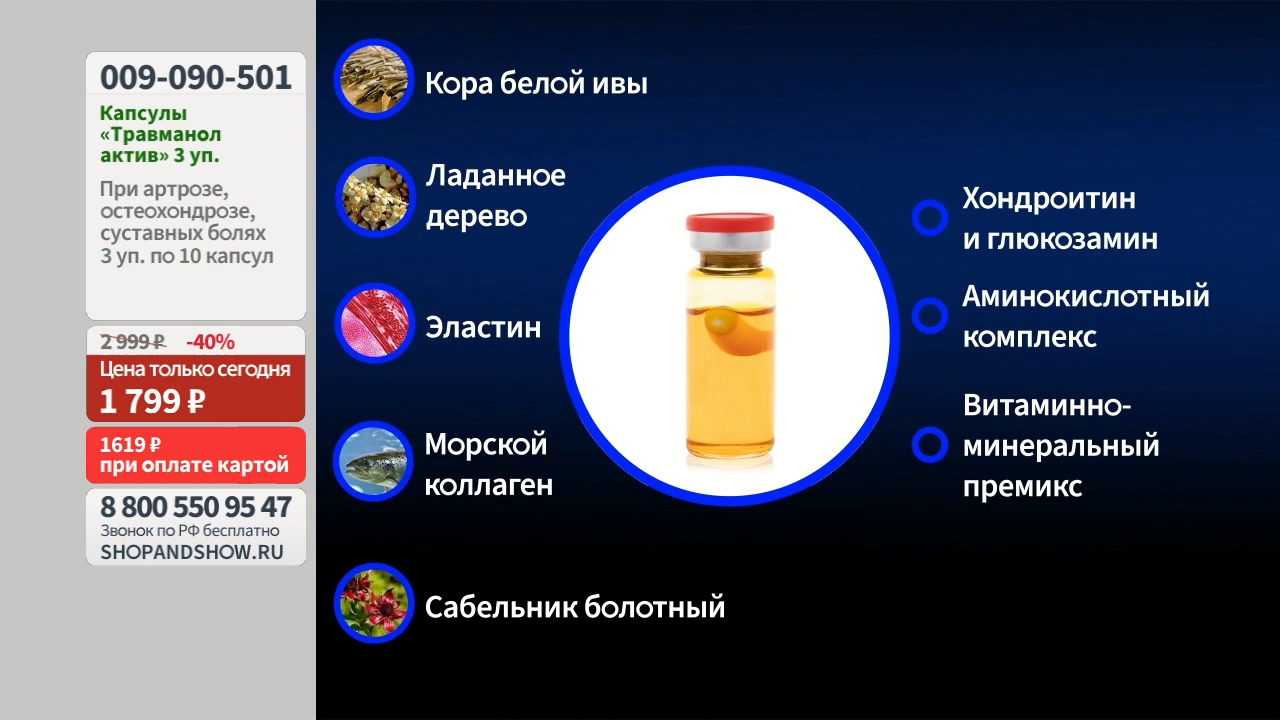 009-090-501
Капсулы
«Травманол
актив» 3 уп.
При артрозе,
остеохондрозе,
суставных болях
3 уп. по 10 капсул
2 999 ₽ -40%
Цена только сегодня
1 799 ₽
1619 ₽
при оплате картой
8 800 550 95 47
Звонок по РФ бесплатно
SHOPANDSHOW.RU
Кора белой ивы
Ладанное
дерево
Эластин
Морской
коллаген
Сабельник болотный
Хондроитин
и глюкозамин
Аминокислотный
комплекс
Витаминно-
минеральный
премикс